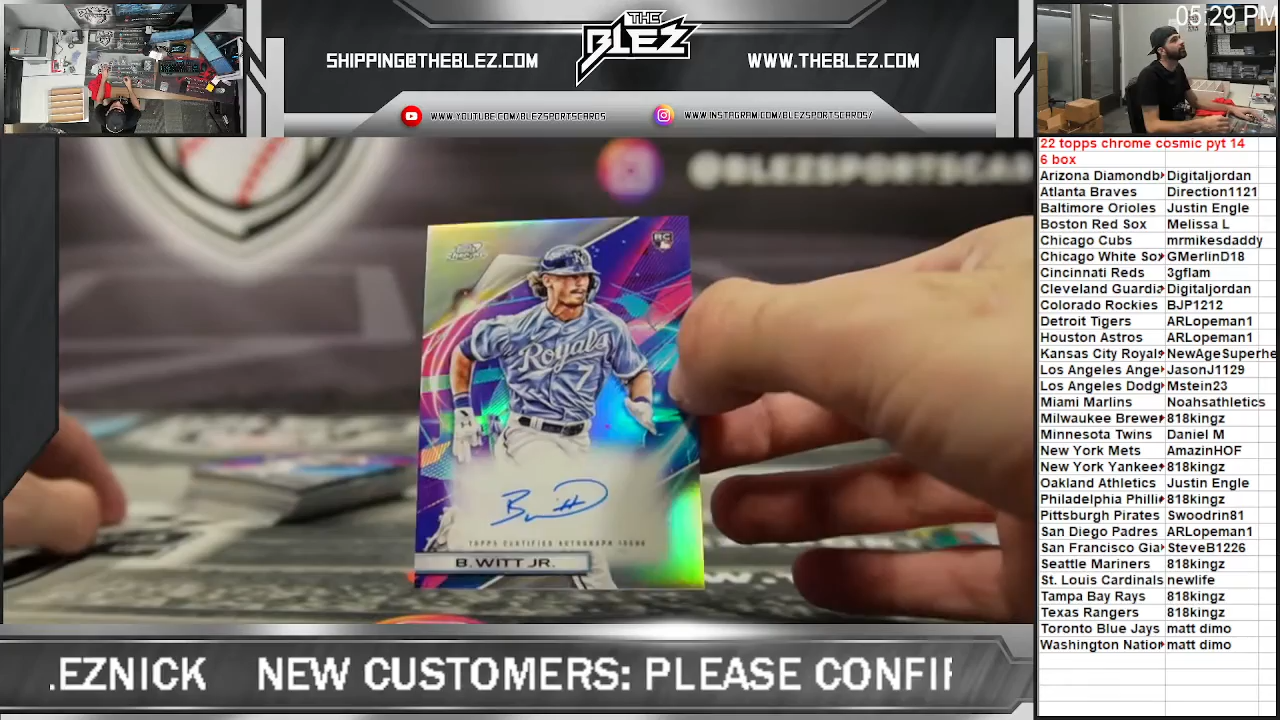 05:29 PM
THE
BLEZ
SHIPPING@THEBLEZ.COM
WWW.THEBLEZ.COM
WWW.YOUTUBE.COM/BLEZSPORTSCARDS
WWW.INSTAGRAM.COM/BLEZSPORTSCARDS/
@BLEZSPORTSCAR
RC
Royals
7
B. Witt
TOPPS CERTIFIED AUTOGRAPH ISSUE
B. WITT JR.
22 topps chrome cosmic pyt 14
6 box
Arizona Diamondb Digitaljordan
Atlanta Braves Direction1121
Baltimore Orioles Justin Engle
Boston Red Sox Melissa L
Chicago Cubs mrmikesdaddy
Chicago White Sox GMerlinD18
Cincinnati Reds 3gflam
Cleveland Guardia Digitaljordan
Colorado Rockies BJP1212
Detroit Tigers ARLopeman1
Houston Astros ARLopeman1
Kansas City Royals NewAgeSuperhe
Los Angeles Ange JasonJ1129
Los Angeles Dodg Mstein23
Miami Marlins Noahsathletics
Milwaukee Brewe 818kingz
Minnesota Twins Daniel M
New York Mets AmazinHOF
New York Yankee 818kingz
Oakland Athletics Justin Engle
Philadelphia Philli 818kingz
Pittsburgh Pirates Swoodrin81
San Diego Padres ARLopeman1
San Francisco Gia SteveB1226
Seattle Mariners 818kingz
St. Louis Cardinals newlife
Tampa Bay Rays 818kingz
Texas Rangers 818kingz
Toronto Blue Jays matt dimo
Washington Nation matt dimo
.EZNICK NEW CUSTOMERS: PLEASE CONFIR